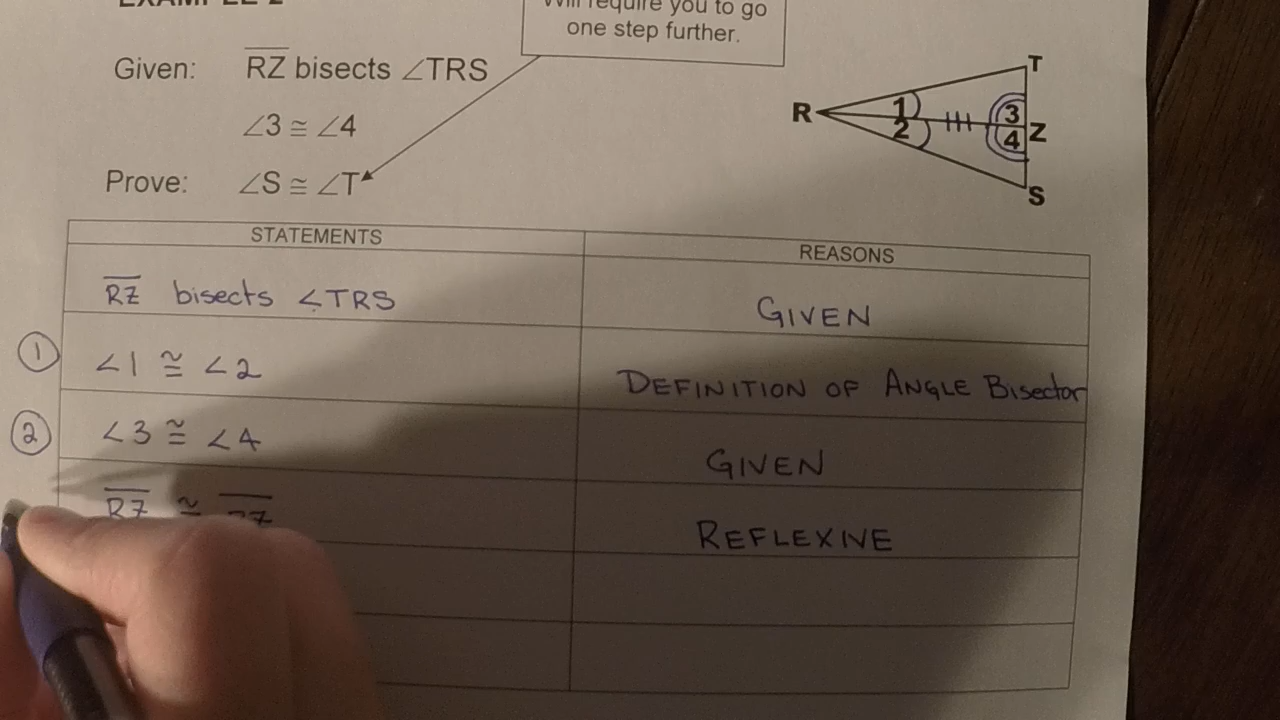 require you to go
one step further.
Given: RZ bisects ∠TRS
∠3 ≅ ∠4
Prove: ∠S ≅ ∠T
T
R
1
2
3
4
Z
S
STATEMENTS REASONS
RZ bisects ∠TRS GIVEN
1 ∠1 ≅ ∠2 DEFINITION OF ANGLE Bisector
2 ∠3 ≅ ∠4 GIVEN
RZ ≅ REFLEXIVE